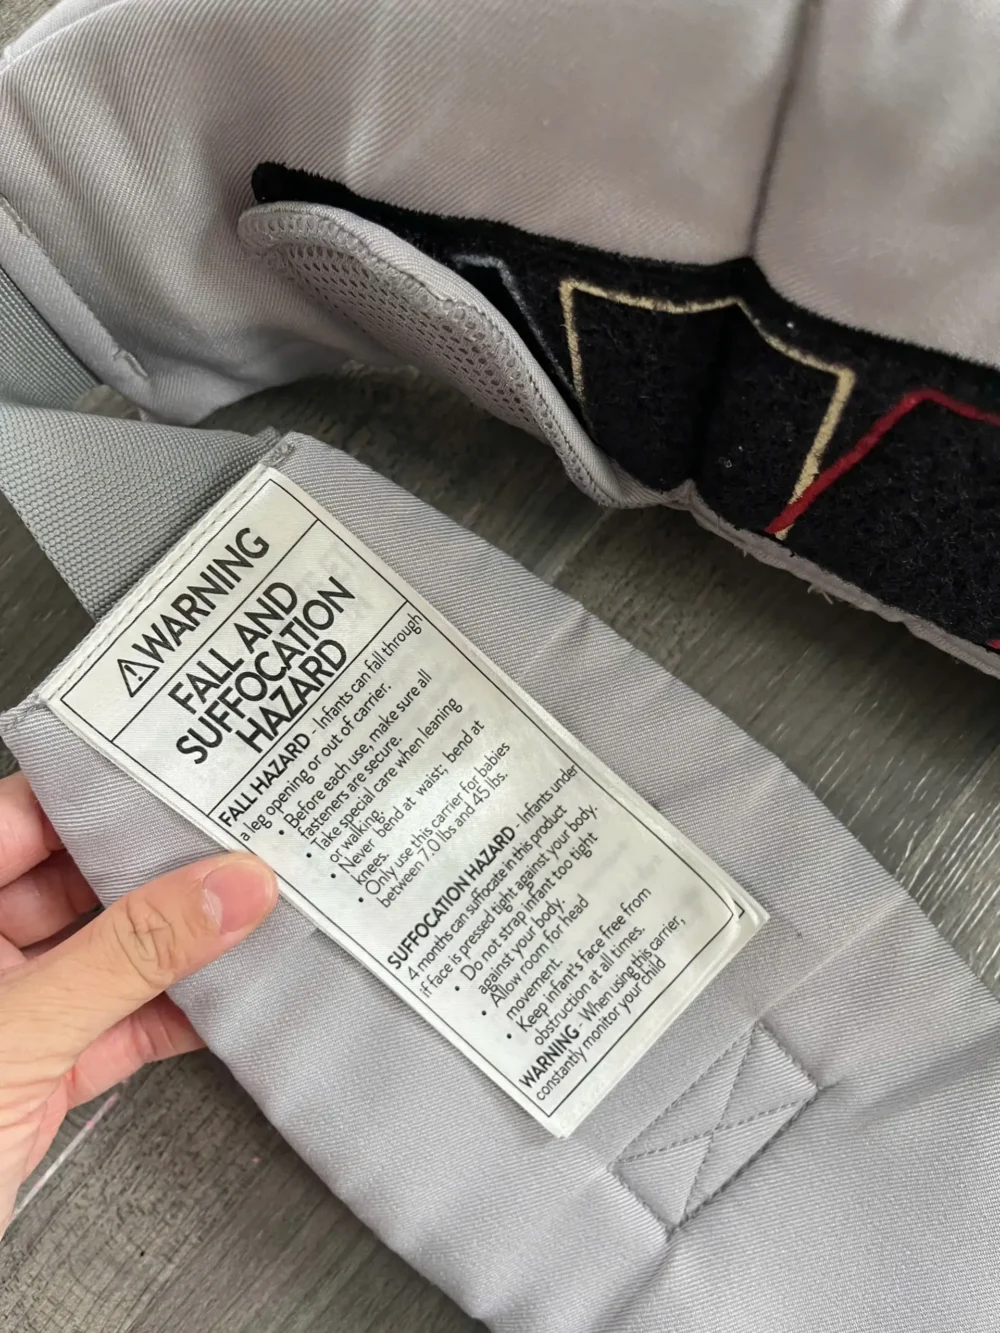 ⚠WARNING
FALL AND
SUFFOCATION
HAZARD
FALL HAZARD - Infants can fall through
a leg opening or out of carrier.
• Before each use, make sure all
fasteners are secure.
• Take special care when leaning
or walking.
• Never bend at waist; bend at
knees.
• Only use this carrier for babies
between 7.0 lbs and 45 lbs.
SUFFOCATION HAZARD - Infants under
4 months can suffocate in this product
if face is pressed tight against your body.
• Do not strap infant too tight
against your body.
• Allow room for head
movement.
• Keep infant's face free from
obstruction at all times.
WARNING - When using this carrier,
constantly monitor your child